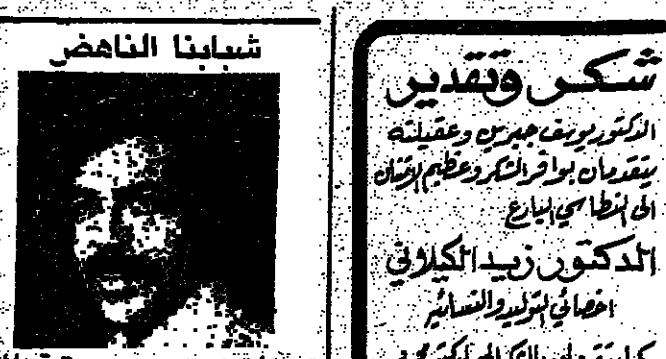 شكر وتقدير
الدكتور يوسف جبرين وعقيلته
يتقدمان بوافر الشكر وعظيم الامتنان
الى النطاسي البارع
الدكتور زيد الكيلاني
اخصائي التوليد والنسائيه
شبابنا الناهض